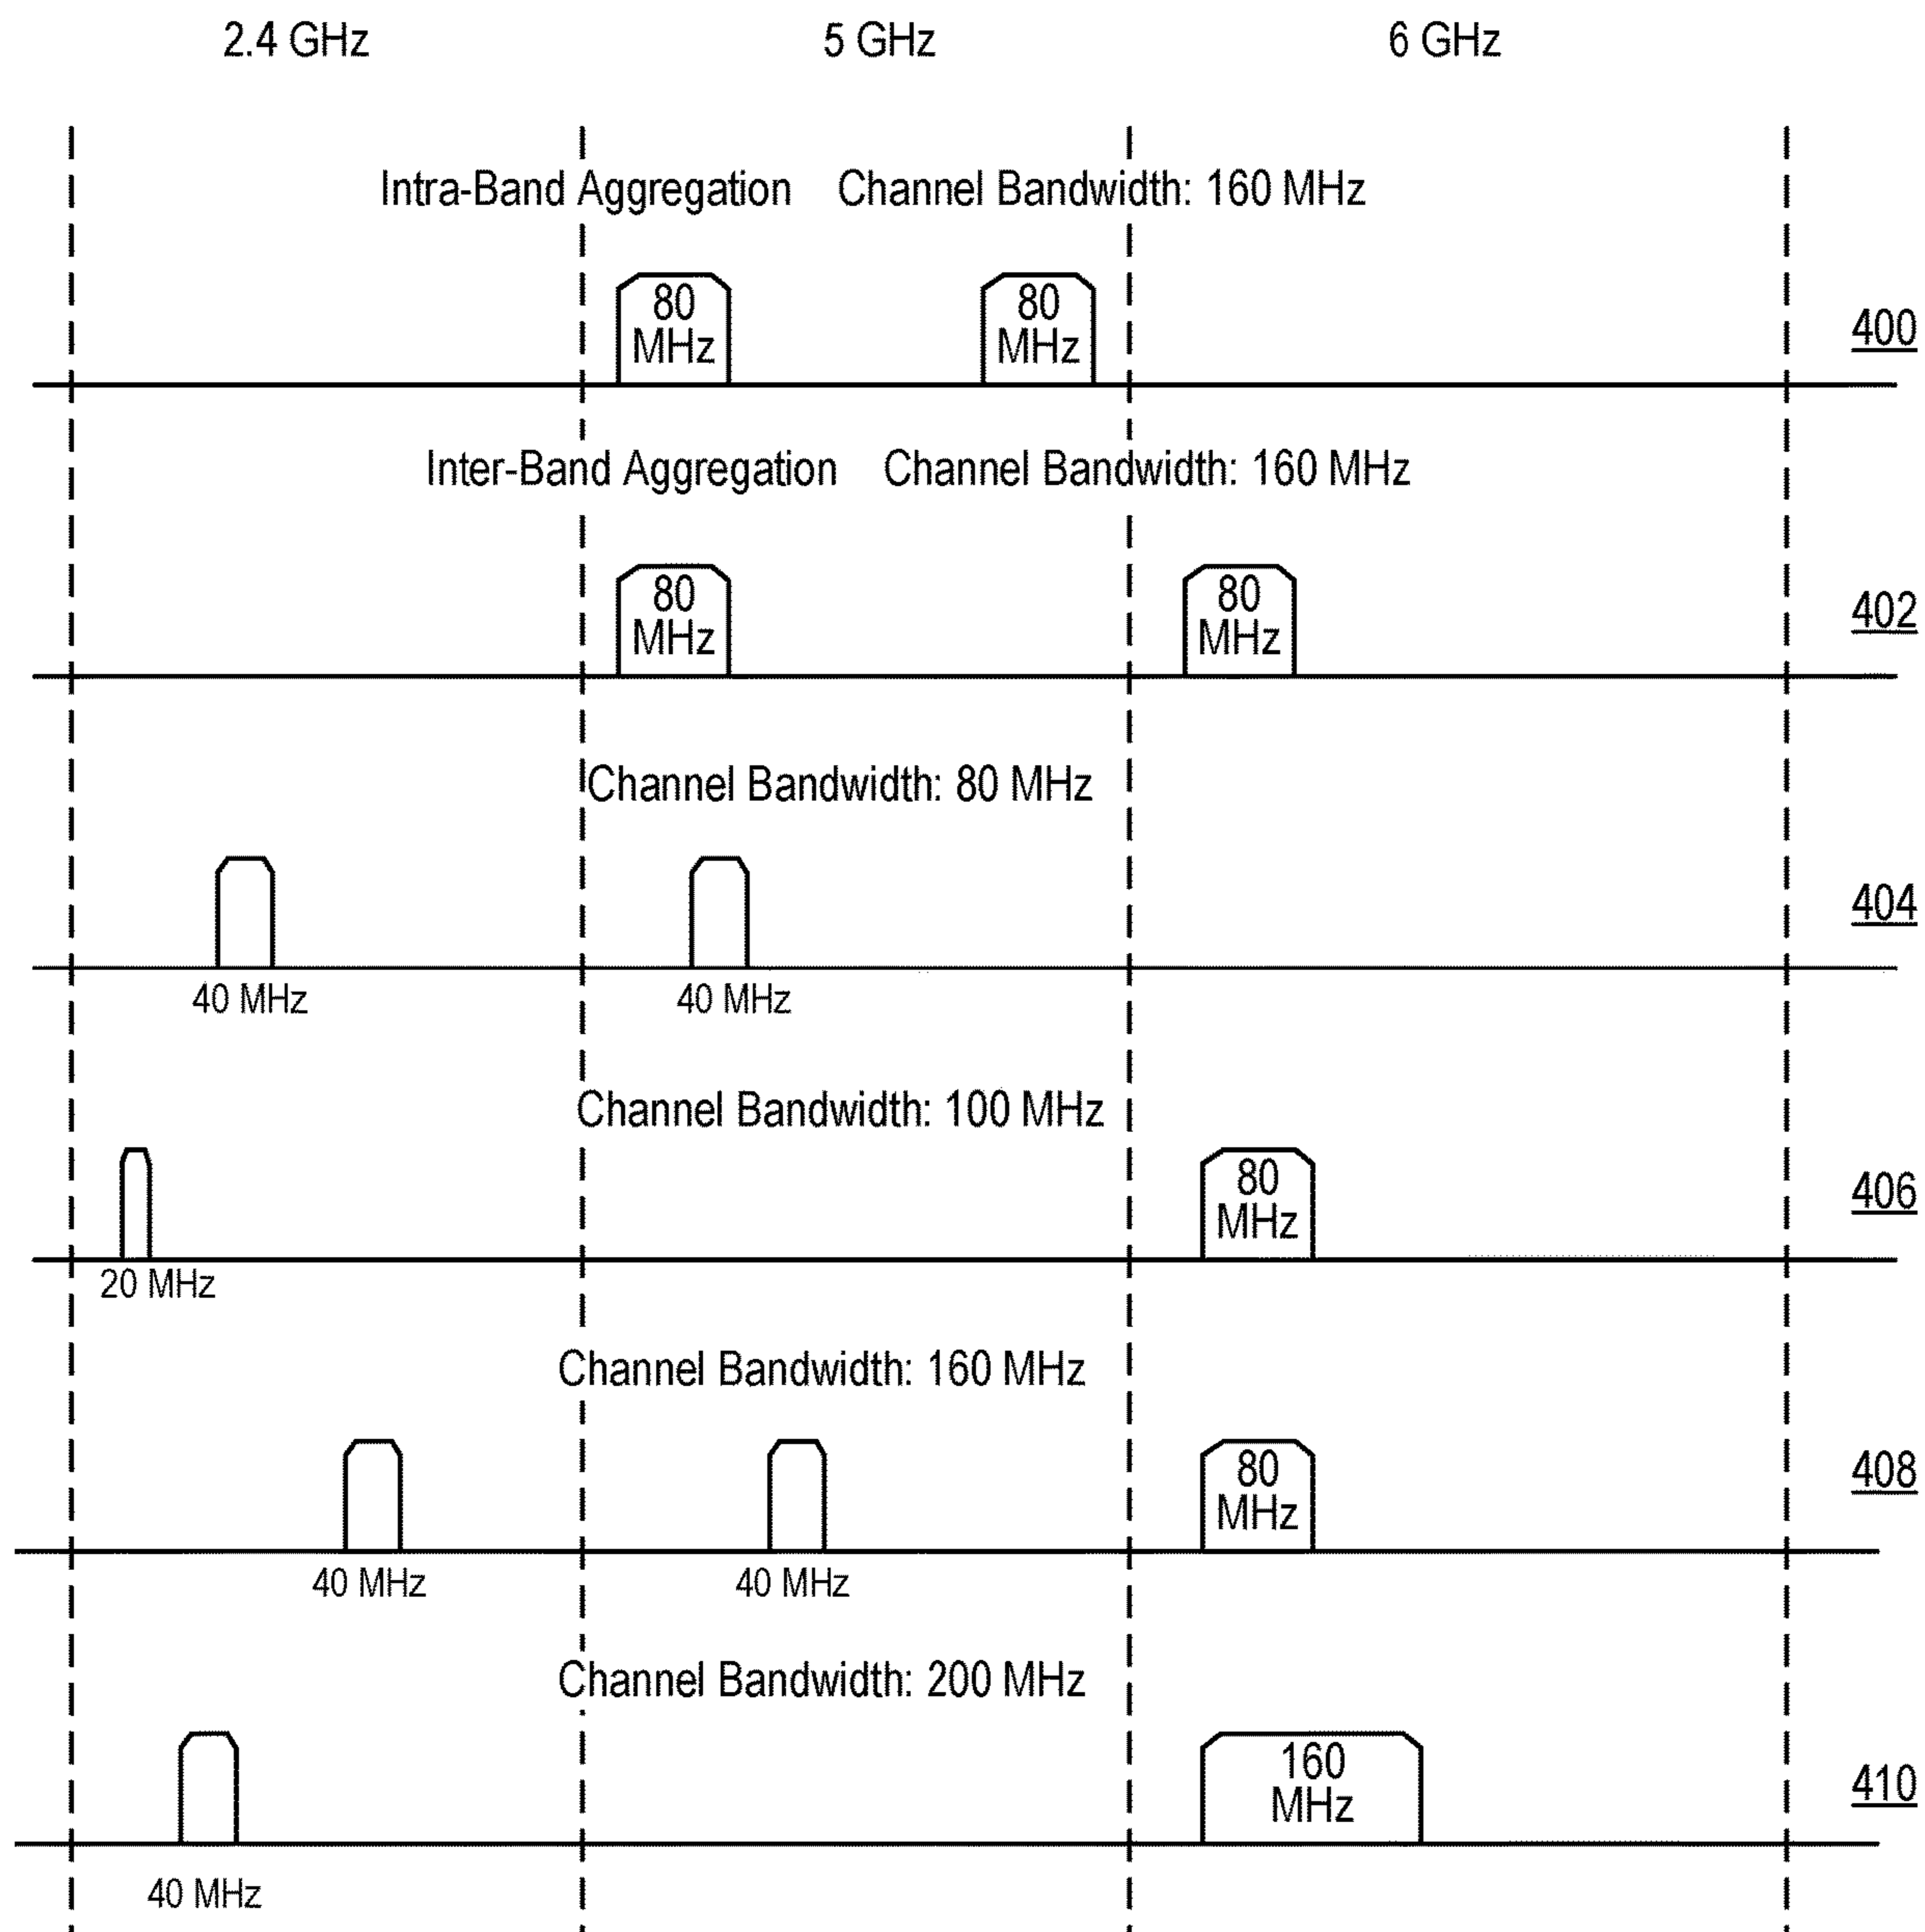 2.4 GHz 5 GHz 6 GHz
Intra-Band Aggregation Channel Bandwidth: 160 MHz
80 MHz 80 MHz 400
Inter-Band Aggregation Channel Bandwidth: 160 MHz
80 MHz 80 MHz 402
Channel Bandwidth: 80 MHz
404
40 MHz 40 MHz
Channel Bandwidth: 100 MHz
80 MHz 406
20 MHz
Channel Bandwidth: 160 MHz
80 MHz 408
40 MHz 40 MHz
Channel Bandwidth: 200 MHz
160 MHz 410
40 MHz